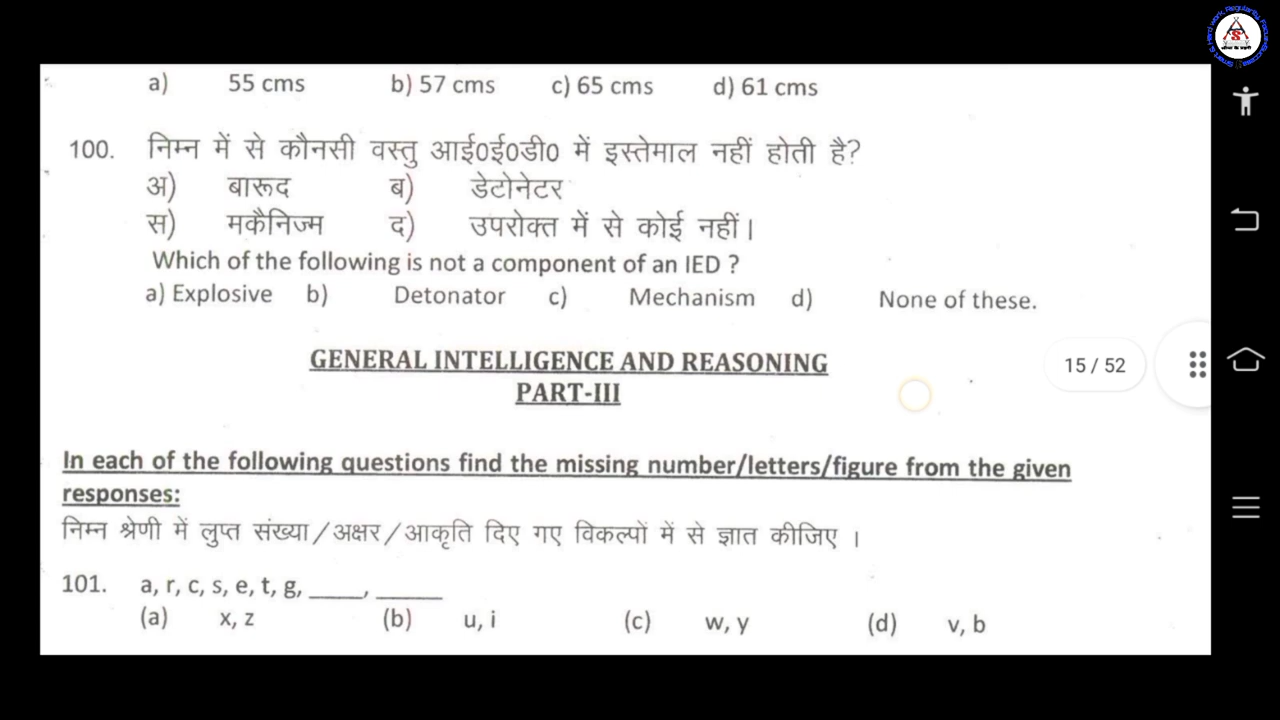 a) 55 cms b) 57 cms c) 65 cms d) 61 cms
100. निम्न में से कौनसी वस्तु आई0ई0डी0 में इस्तेमाल नहीं होती है?
अ) बारूद ब) डेटोनेटर
स) मकैनिज्म द) उपरोक्त में से कोई नहीं।
Which of the following is not a component of an IED ?
a) Explosive b) Detonator c) Mechanism d) None of these.
GENERAL INTELLIGENCE AND REASONING
PART-III
15 / 52
In each of the following questions find the missing number/letters/figure from the given
responses:
निम्न श्रेणी में लुप्त संख्या/अक्षर/आकृति दिए गए विकल्पों में से ज्ञात कीजिए ।
101. a, r, c, s, e, t, g, ____, _____
(a) x, z (b) u, i (c) w, y (d) v, b